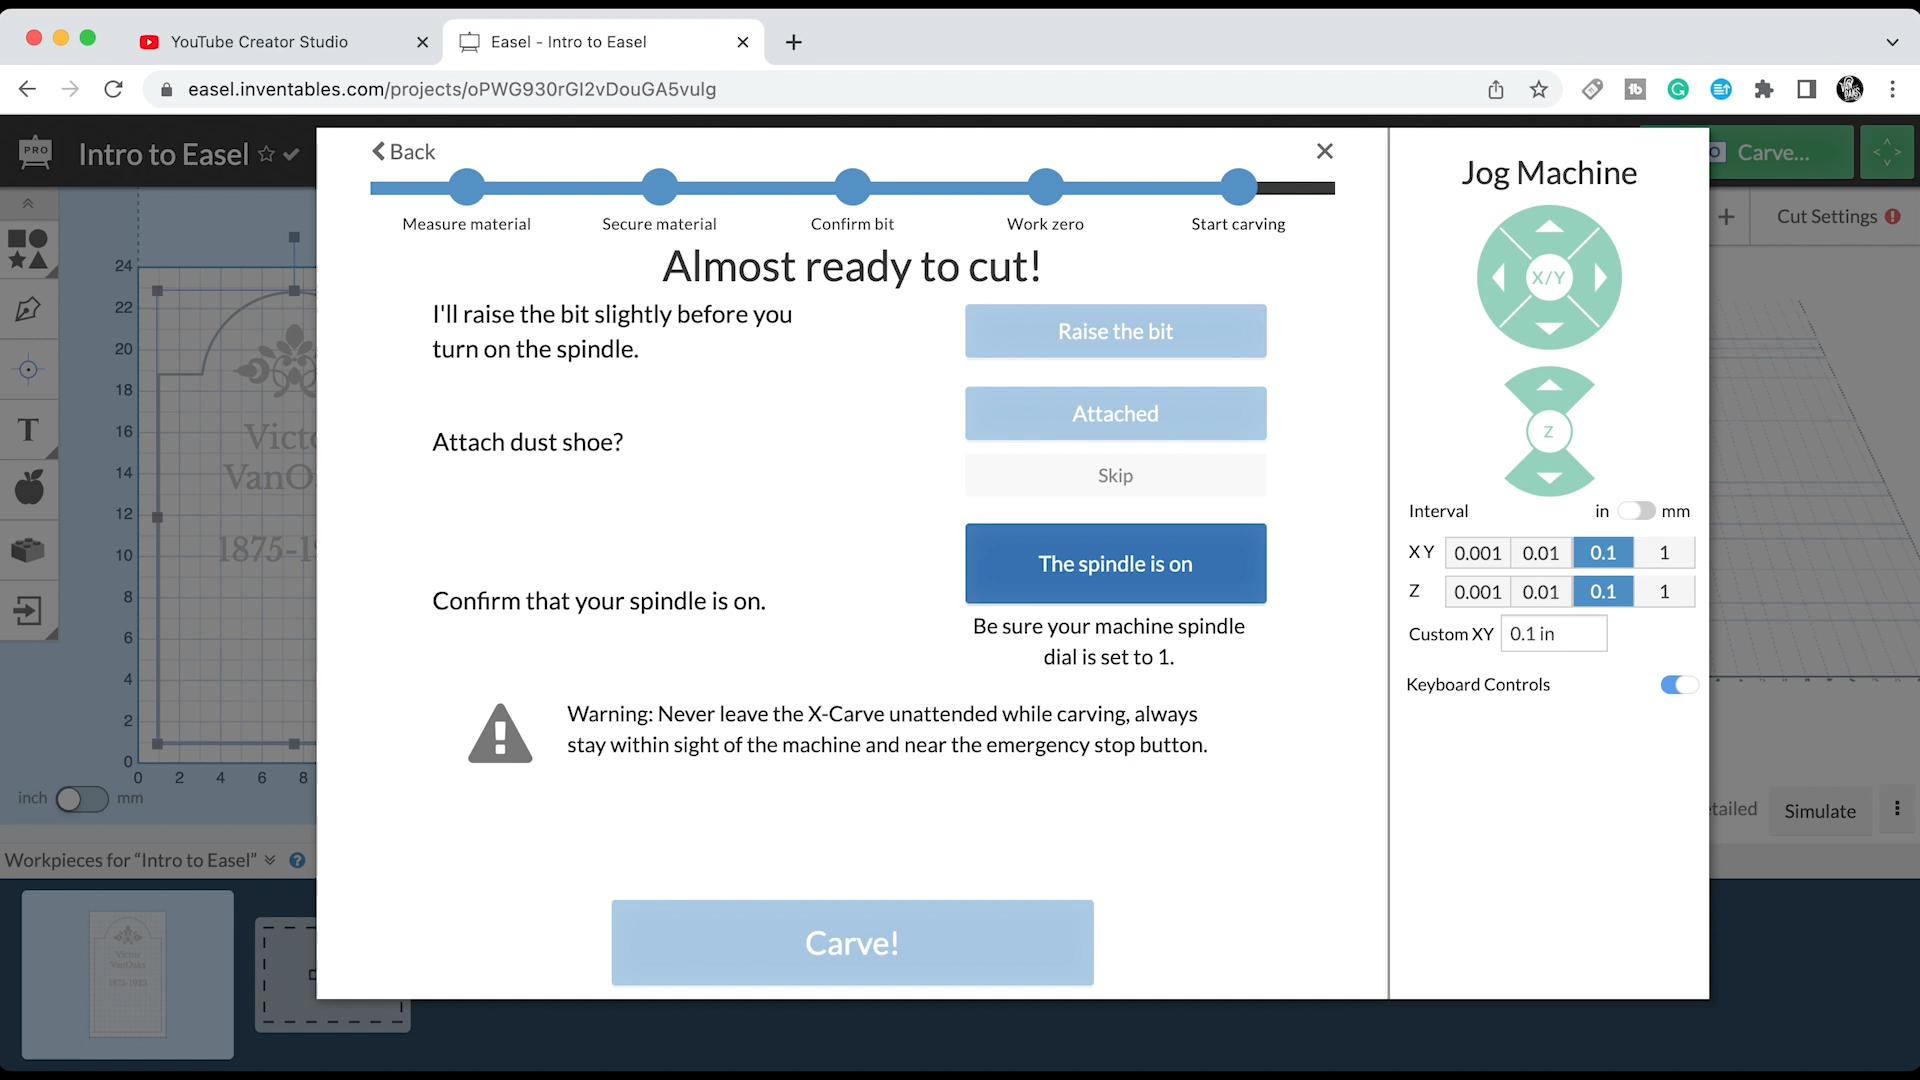 YouTube Creator Studio
Easel - Intro to Easel
easel.inventables.com/projects/oPWG930rGI2vDouGA5vulg
PRO
Intro to Easel
Carve...
Back
Measure material
Secure material
Confirm bit
Work zero
Start carving
Almost ready to cut!
I'll raise the bit slightly before you
turn on the spindle.
Raise the bit
Attach dust shoe?
Attached
Skip
Confirm that your spindle is on.
The spindle is on
Be sure your machine spindle
dial is set to 1.
Warning: Never leave the X-Carve unattended while carving, always
stay within sight of the machine and near the emergency stop button.
Carve!
Jog Machine
X/Y
Z
Interval
in mm
X Y 0.001 0.01 0.1 1
Z 0.001 0.01 0.1 1
Custom XY 0.1 in
Keyboard Controls
Cut Settings
Simulate
T
24
22
20
18
16
14
12
10
8
6
4
2
0
0 2 4 6 8
inch mm
Workpieces for “Intro to Easel”
Victor
VanOaks